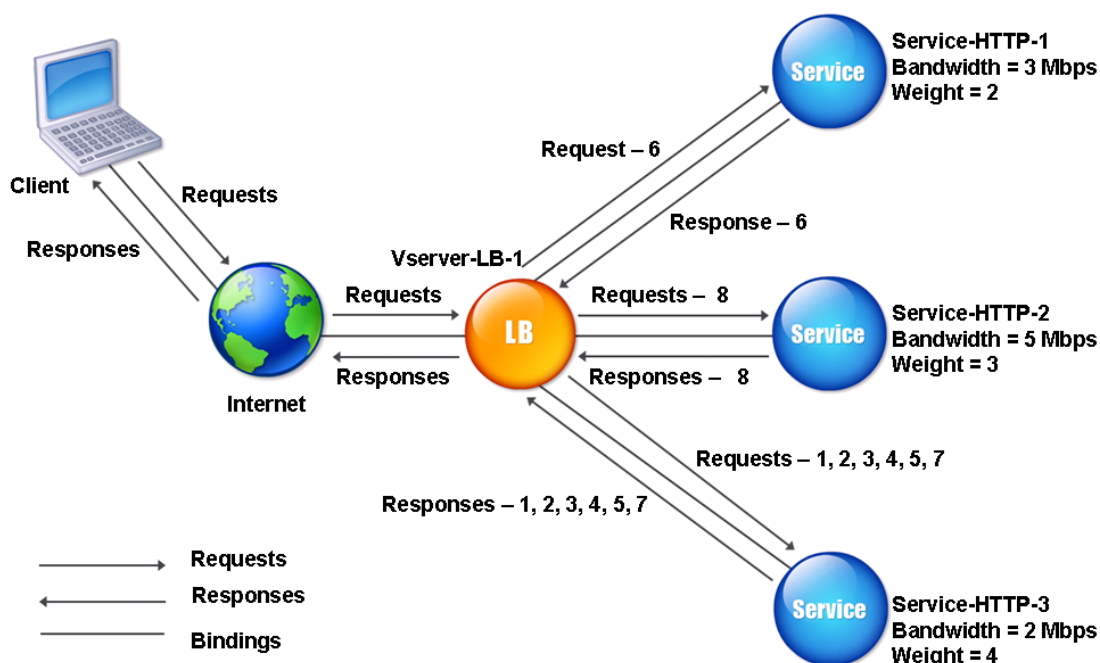 Service-HTTP-1
Bandwidth = 3 Mbps
Weight = 2
Service
Request – 6
Client
Requests
Responses
Response – 6
Vserver-LB-1
Requests
Requests – 8
LB
Service
Service-HTTP-2
Bandwidth = 5 Mbps
Weight = 3
Responses
Responses – 8
Internet
Requests – 1, 2, 3, 4, 5, 7
Responses – 1, 2, 3, 4, 5, 7
Requests
Responses
Bindings
Service
Service-HTTP-3
Bandwidth = 2 Mbps
Weight = 4